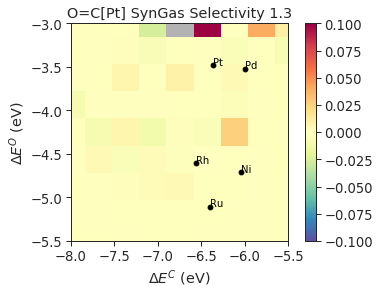 O=C[Pt] SynGas Selectivity 1.3
−3.0
−3.5
−4.0
−4.5
−5.0
−5.5
ΔE^O (eV)
Pt
Pd
Rh
Ni
Ru
−8.0 −7.5 −7.0 −6.5 −6.0 −5.5
ΔE^C (eV)
0.100
0.075
0.050
0.025
0.000
−0.025
−0.050
−0.075
−0.100